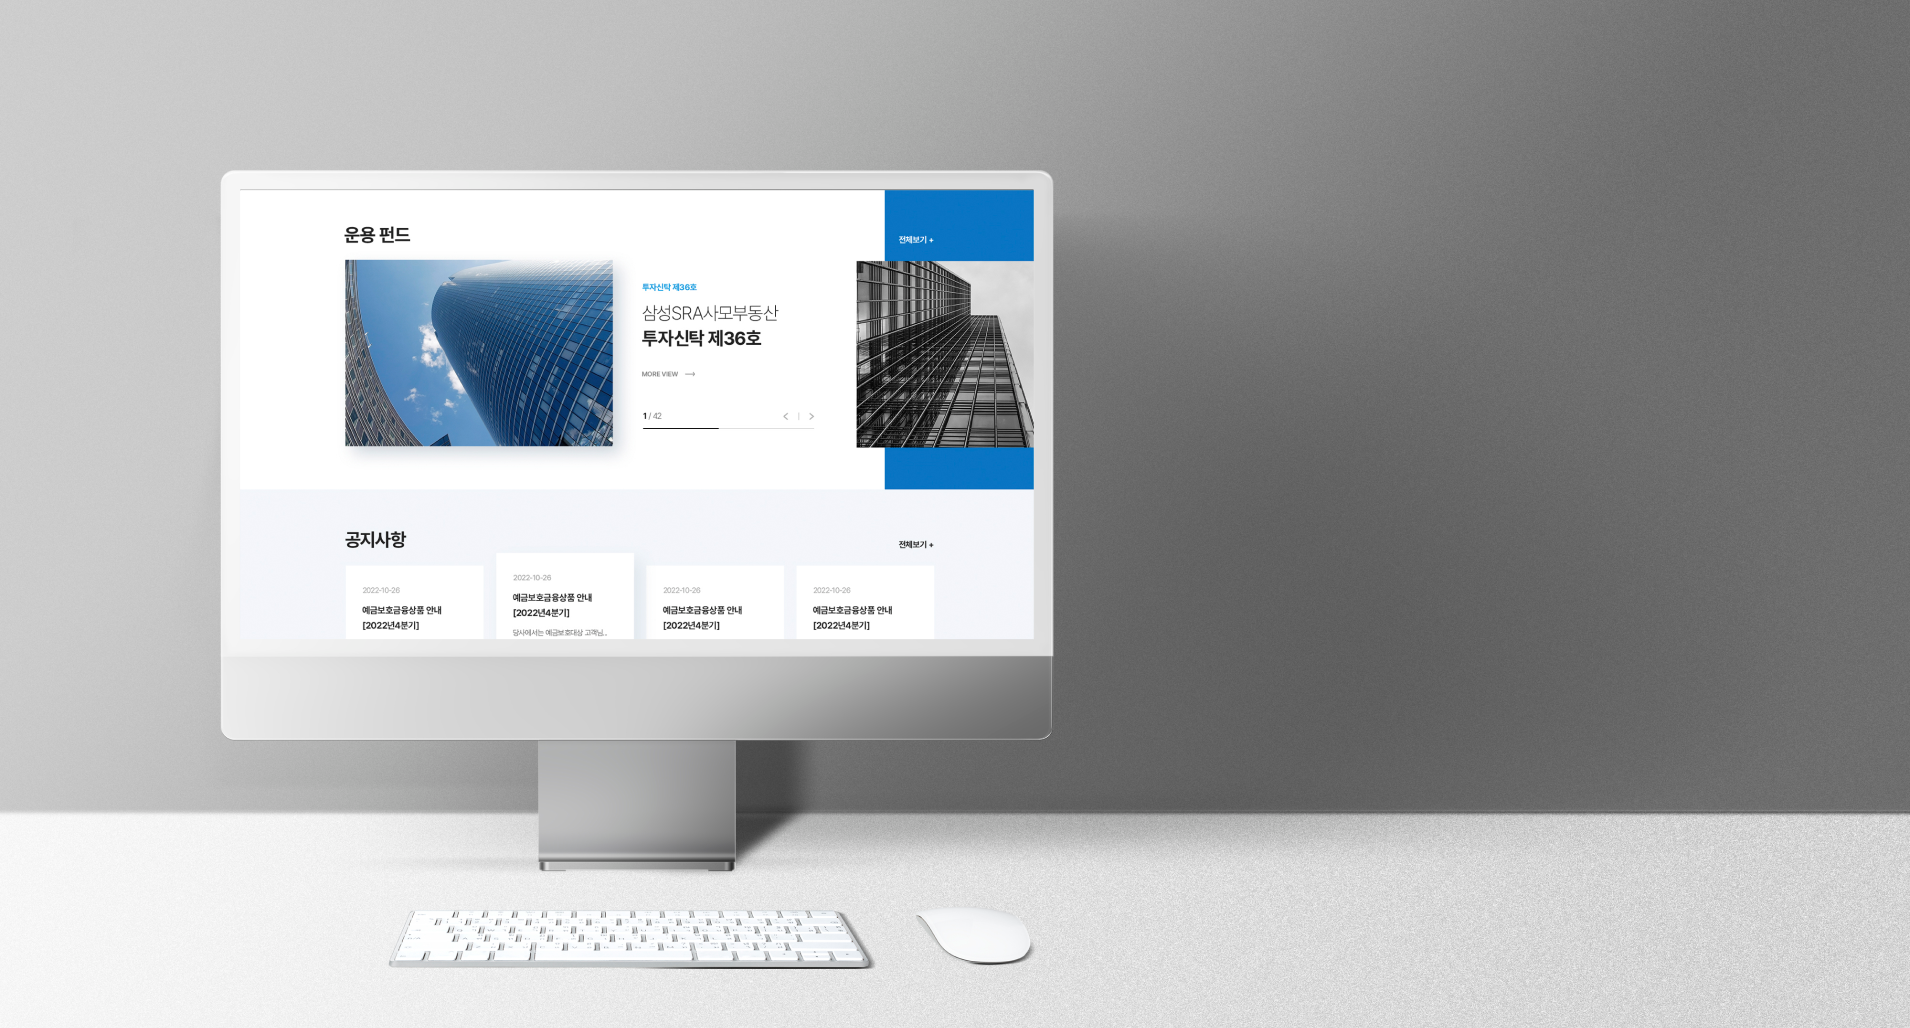 운용 펀드
전체보기 +
투자신탁 제36호
삼성SRA사모부동산
투자신탁 제36호
MORE VIEW
1 / 42
공지사항
전체보기 +
2022-10-26
예금보호금융상품 안내
[2022년4분기]
2022-10-26
예금보호금융상품 안내
[2022년4분기]
당사에서는 예금보호대상 고객님..
2022-10-26
예금보호금융상품 안내
[2022년4분기]
2022-10-26
예금보호금융상품 안내
[2022년4분기]